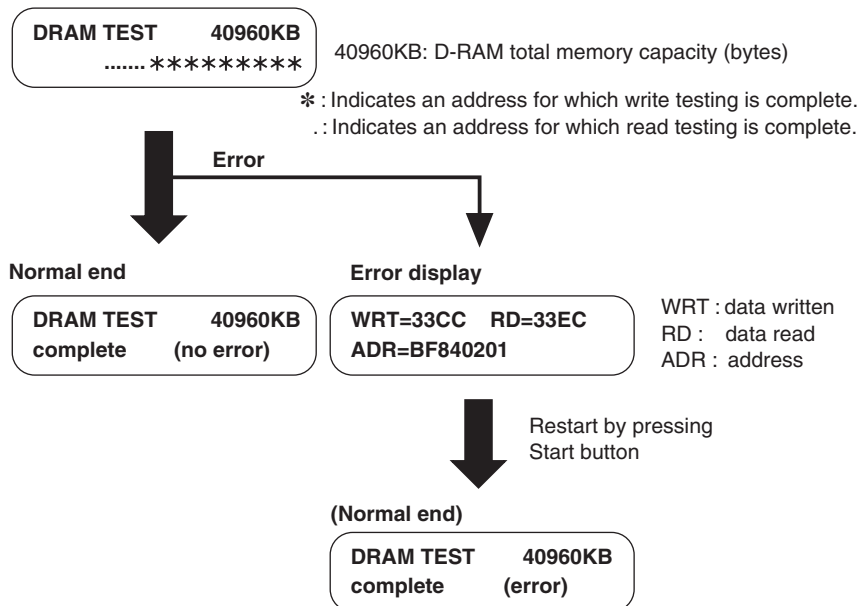 DRAM TEST 40960KB
.......*********
40960KB: D-RAM total memory capacity (bytes)
✻ : Indicates an address for which write testing is complete.
. : Indicates an address for which read testing is complete.
Error
Normal end
DRAM TEST 40960KB
complete (no error)
Error display
WRT=33CC RD=33EC
ADR=BF840201
WRT : data written
RD : data read
ADR : address
Restart by pressing
Start button
(Normal end)
DRAM TEST 40960KB
complete (error)